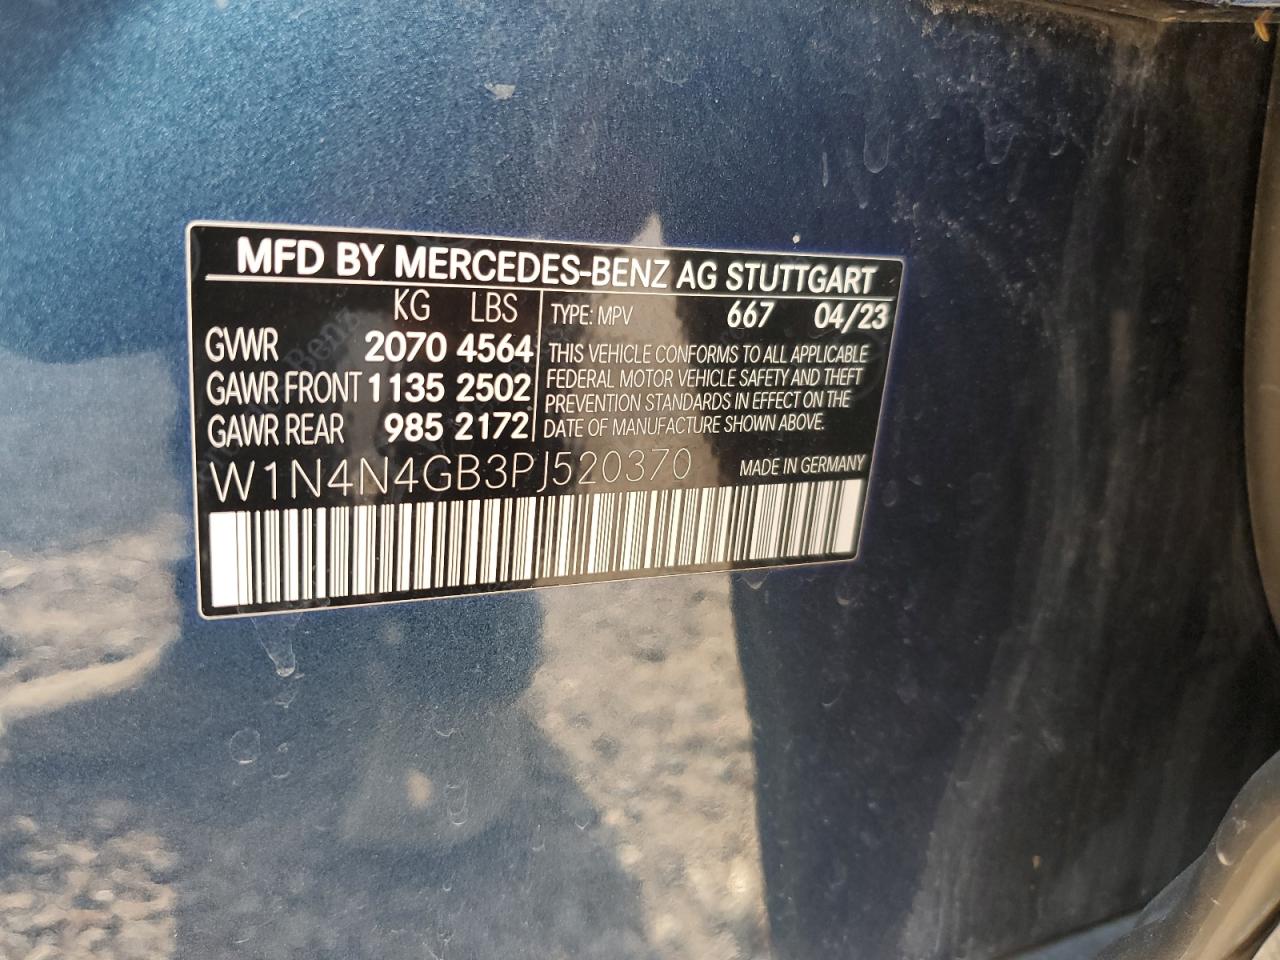 MFD BY MERCEDES-BENZ AG STUTTGART
KG LBS
GVWR 2070 4564
GAWR FRONT 1135 2502
GAWR REAR 985 2172
TYPE: MPV 667 04/23
THIS VEHICLE CONFORMS TO ALL APPLICABLE
FEDERAL MOTOR VEHICLE SAFETY AND THEFT
PREVENTION STANDARDS IN EFFECT ON THE
DATE OF MANUFACTURE SHOWN ABOVE.
W1N4N4GB3PJ520370 MADE IN GERMANY